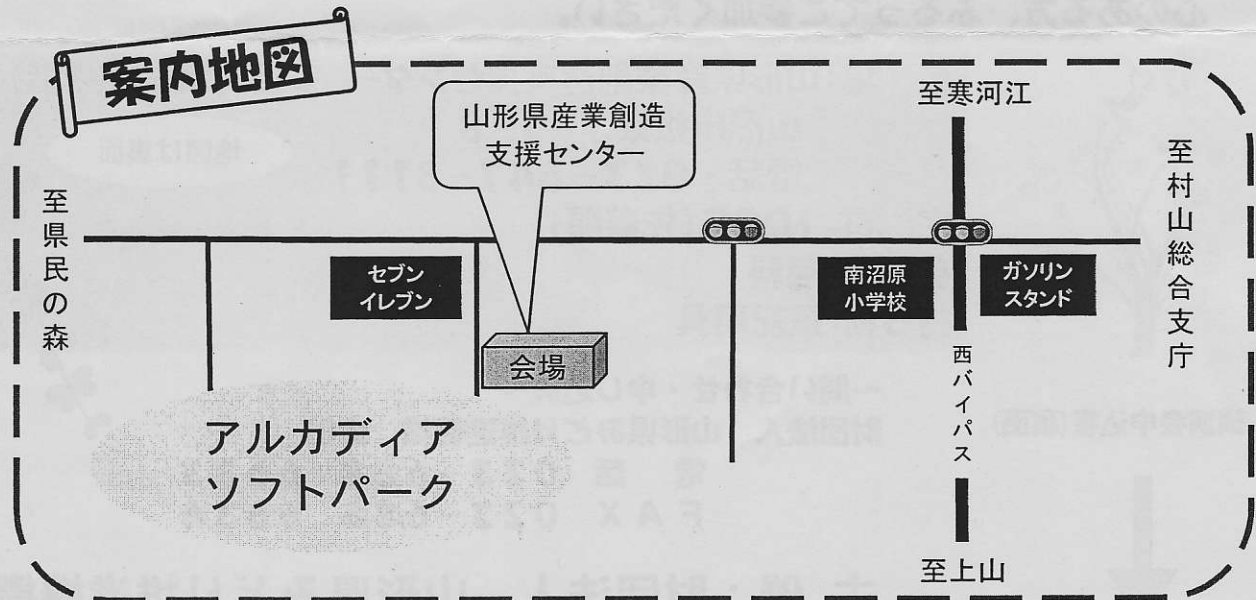 案内地図
山形県産業創造
支援センター
至寒河江
至村山総合支庁
至県民の森
セブン
イレブン
南沼原
小学校
ガソリン
スタンド
会場
西バイパス
アルカディア
ソフトパーク
至上山